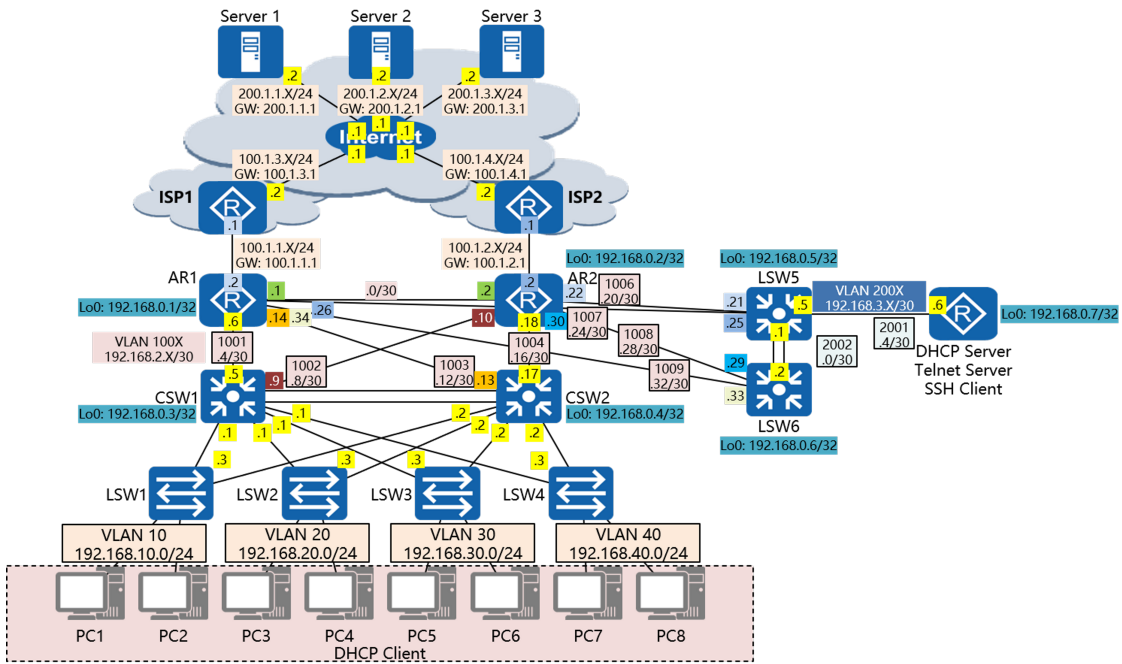 Server 1
Server 2
Server 3
.2
.2
.2
200.1.1.X/24
GW: 200.1.1.1
200.1.2.X/24
GW: 200.1.2.1
200.1.3.X/24
GW: 200.1.3.1
.1
.1
.1
Internet
.1
.1
100.1.3.X/24
GW: 100.1.3.1
100.1.4.X/24
GW: 100.1.4.1
.2
.2
ISP1
R
.1
ISP2
R
.1
100.1.1.X/24
GW: 100.1.1.1
100.1.2.X/24
GW: 100.1.2.1
AR1
R
.2
.1
.0/30
.2
R
.2
AR2
Lo0: 192.168.0.2/32
.22
1006
.20/30
Lo0: 192.168.0.5/32
LSW5
.21
.25
.5
VLAN 200X
192.168.3.X/30
.6
R
Lo0: 192.168.0.7/32
Lo0: 192.168.0.1/32
.6
.14
.34
.26
.10
.18
.30
1007
.24/30
.1
2001
.4/30
DHCP Server
Telnet Server
SSH Client
VLAN 100X
192.168.2.X/30
1001
.4/30
1002
.8/30
1003
.12/30
1004
.16/30
1008
.28/30
1009
.32/30
2002
.0/30
.29
.2
.33
LSW6
Lo0: 192.168.0.6/32
CSW1
.5
.9
.13
.17
CSW2
Lo0: 192.168.0.3/32
Lo0: 192.168.0.4/32
.1
.1
.1
.1
.2
.2
.2
.2
.3
.3
.3
.3
LSW1
LSW2
LSW3
LSW4
VLAN 10
192.168.10.0/24
VLAN 20
192.168.20.0/24
VLAN 30
192.168.30.0/24
VLAN 40
192.168.40.0/24
PC1
PC2
PC3
PC4
PC5
PC6
PC7
PC8
DHCP Client